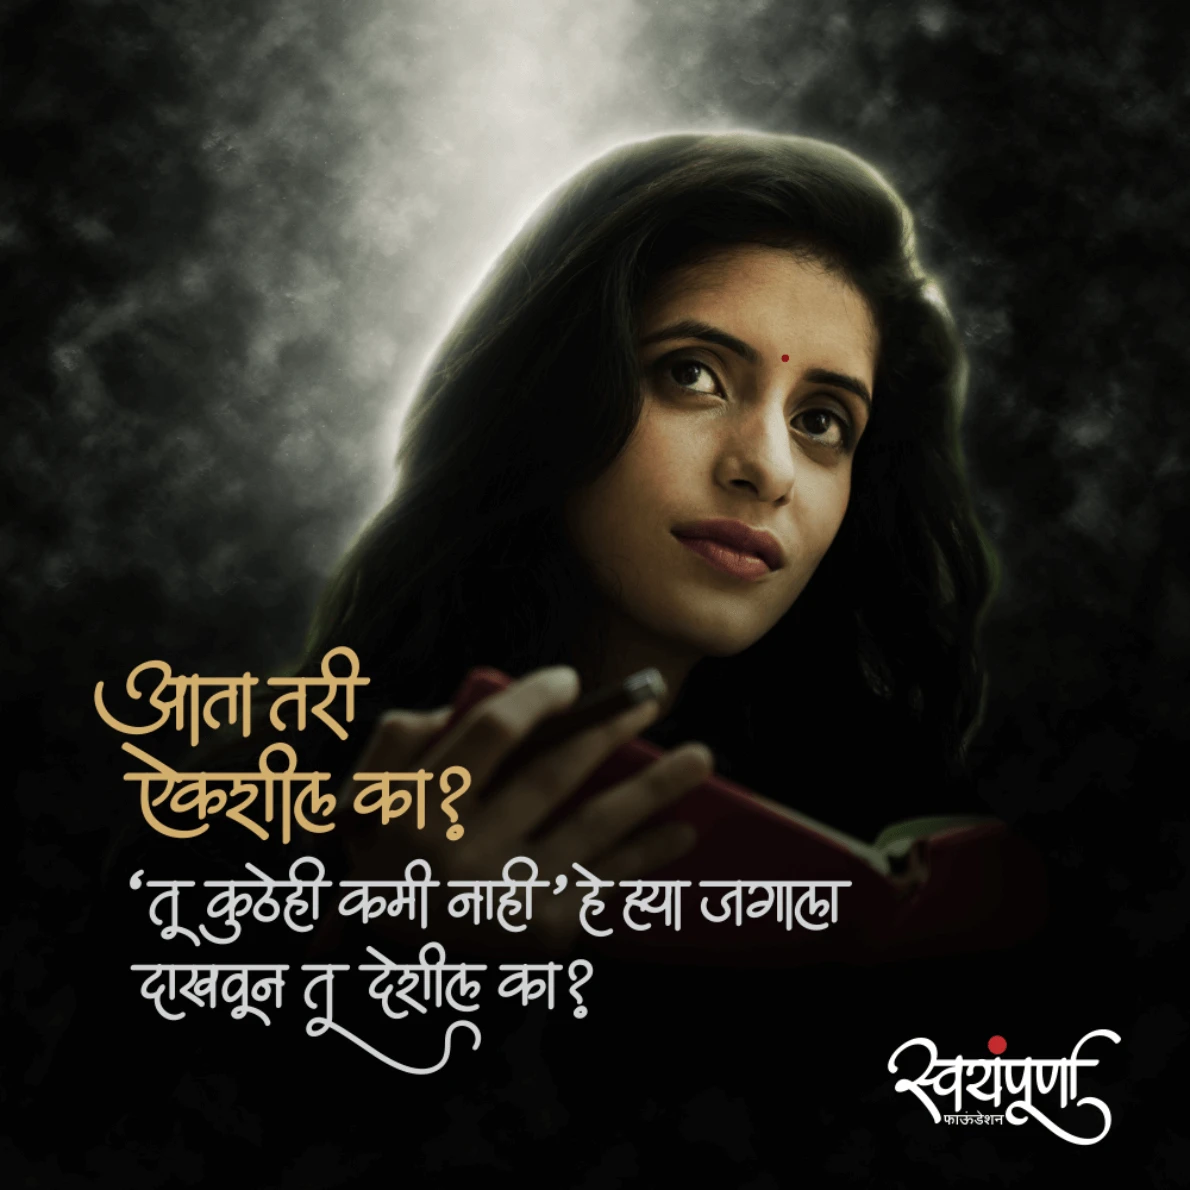 आता तरी
ऐकशील का?
‘तू कुठेही कमी नाही’ हे ह्या जगाला
दाखवून तू देशील का?
स्वयंपूर्णा
फाऊंडेशन